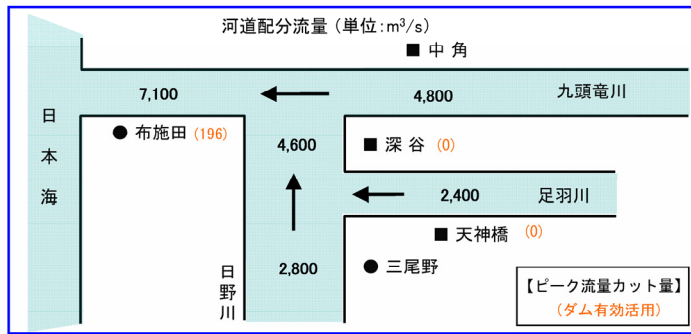 河道配分流量(単位:m³/s)
■ 中 角
7,100
4,800
九頭竜川
日本海
● 布施田 (196)
4,600
■ 深 谷 (0)
2,400
足羽川
■ 天神橋 (0)
日野川
2,800
● 三尾野
【ピーク流量カット量】
(ダム有効活用)